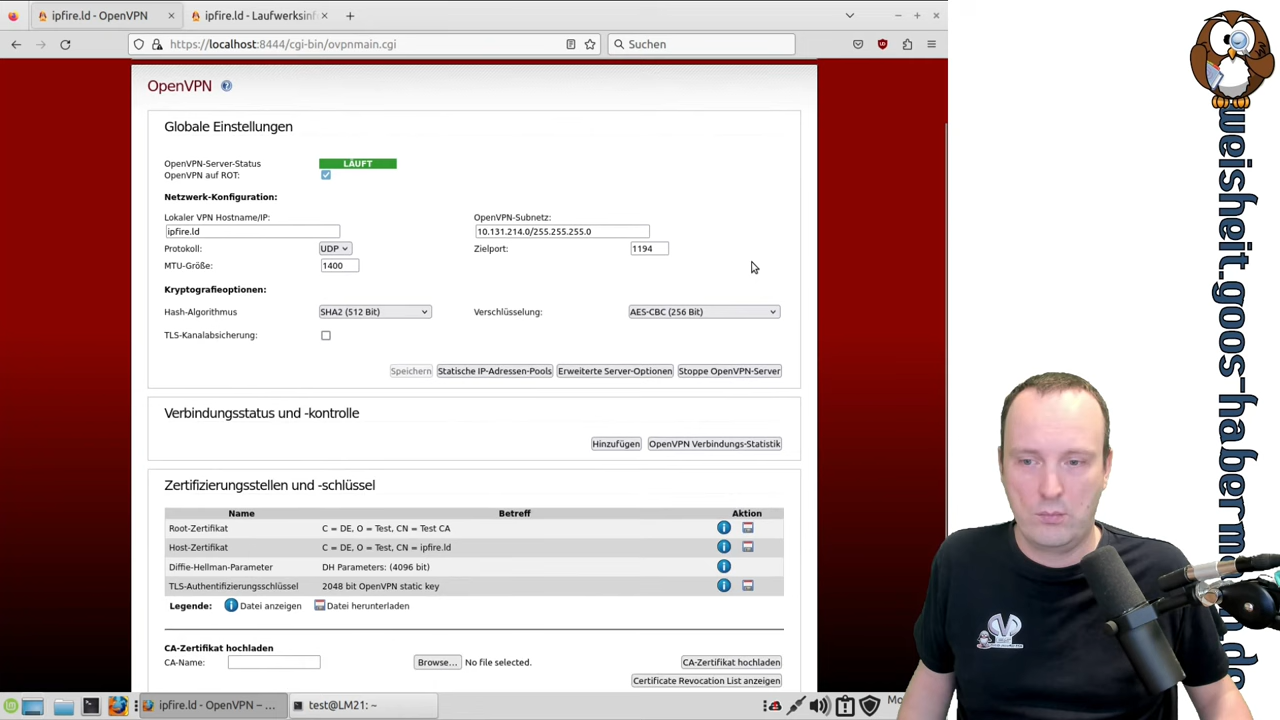 ipfire.ld - OpenVPN
ipfire.ld - Laufwerksinf
https://localhost:8444/cgi-bin/ovpnmain.cgi
Suchen
OpenVPN
Globale Einstellungen
OpenVPN-Server-Status LÄUFT
OpenVPN auf ROT:
Netzwerk-Konfiguration:
Lokaler VPN Hostname/IP: OpenVPN-Subnetz:
ipfire.ld 10.131.214.0/255.255.255.0
Protokoll: UDP Zielport: 1194
MTU-Größe: 1400
Kryptografieoptionen:
Hash-Algorithmus SHA2 (512 Bit) Verschlüsselung: AES-CBC (256 Bit)
TLS-Kanalabsicherung:
Speichern Statische IP-Adressen-Pools Erweiterte Server-Optionen Stoppe OpenVPN-Server
Verbindungsstatus und -kontrolle
Hinzufügen OpenVPN Verbindungs-Statistik
Zertifizierungsstellen und -schlüssel
Name Betreff Aktion
Root-Zertifikat C = DE, O = Test, CN = Test CA
Host-Zertifikat C = DE, O = Test, CN = ipfire.ld
Diffie-Hellman-Parameter DH Parameters: (4096 bit)
TLS-Authentifizierungsschlüssel 2048 bit OpenVPN static key
Legende: Datei anzeigen Datei herunterladen
CA-Zertifikat hochladen
CA-Name: Browse... No file selected. CA-Zertifikat hochladen
Certificate Revocation List anzeigen
ipfire.ld - OpenVPN – ...
test@LM21: ~
Mo
weisheit.goos-habermann.de